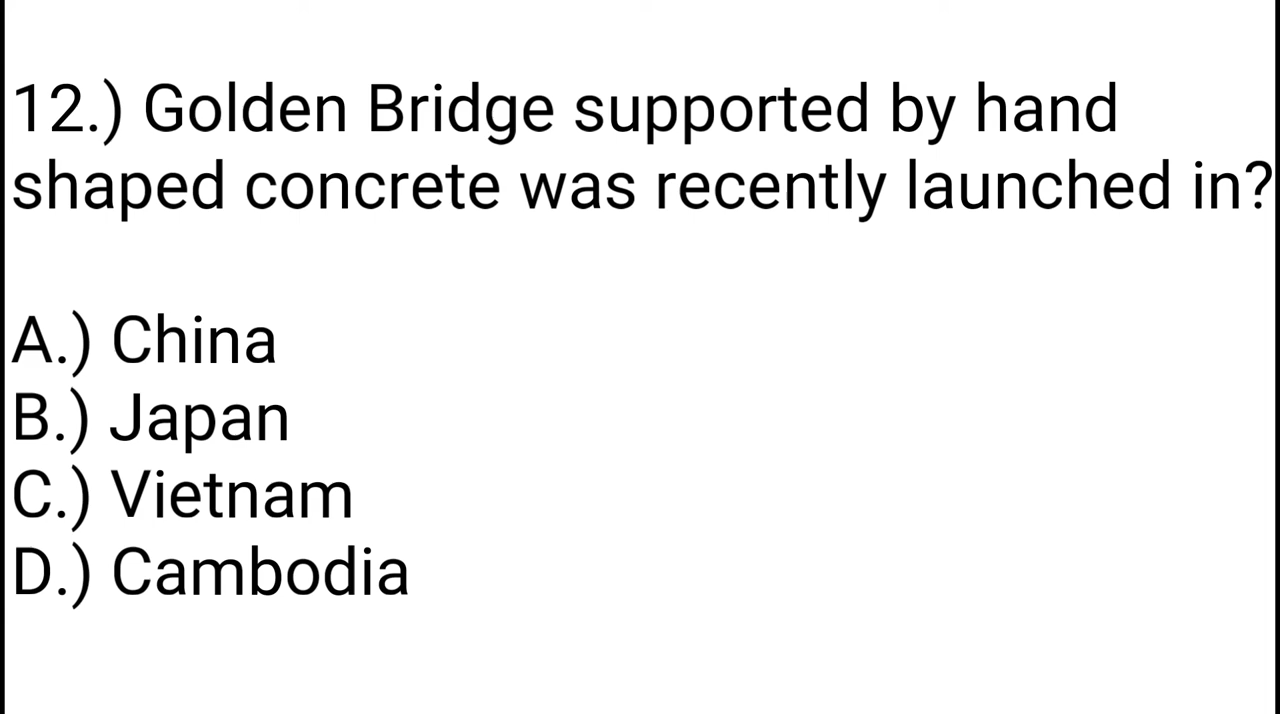 12.) Golden Bridge supported by hand
shaped concrete was recently launched in?
A.) China
B.) Japan
C.) Vietnam
D.) Cambodia